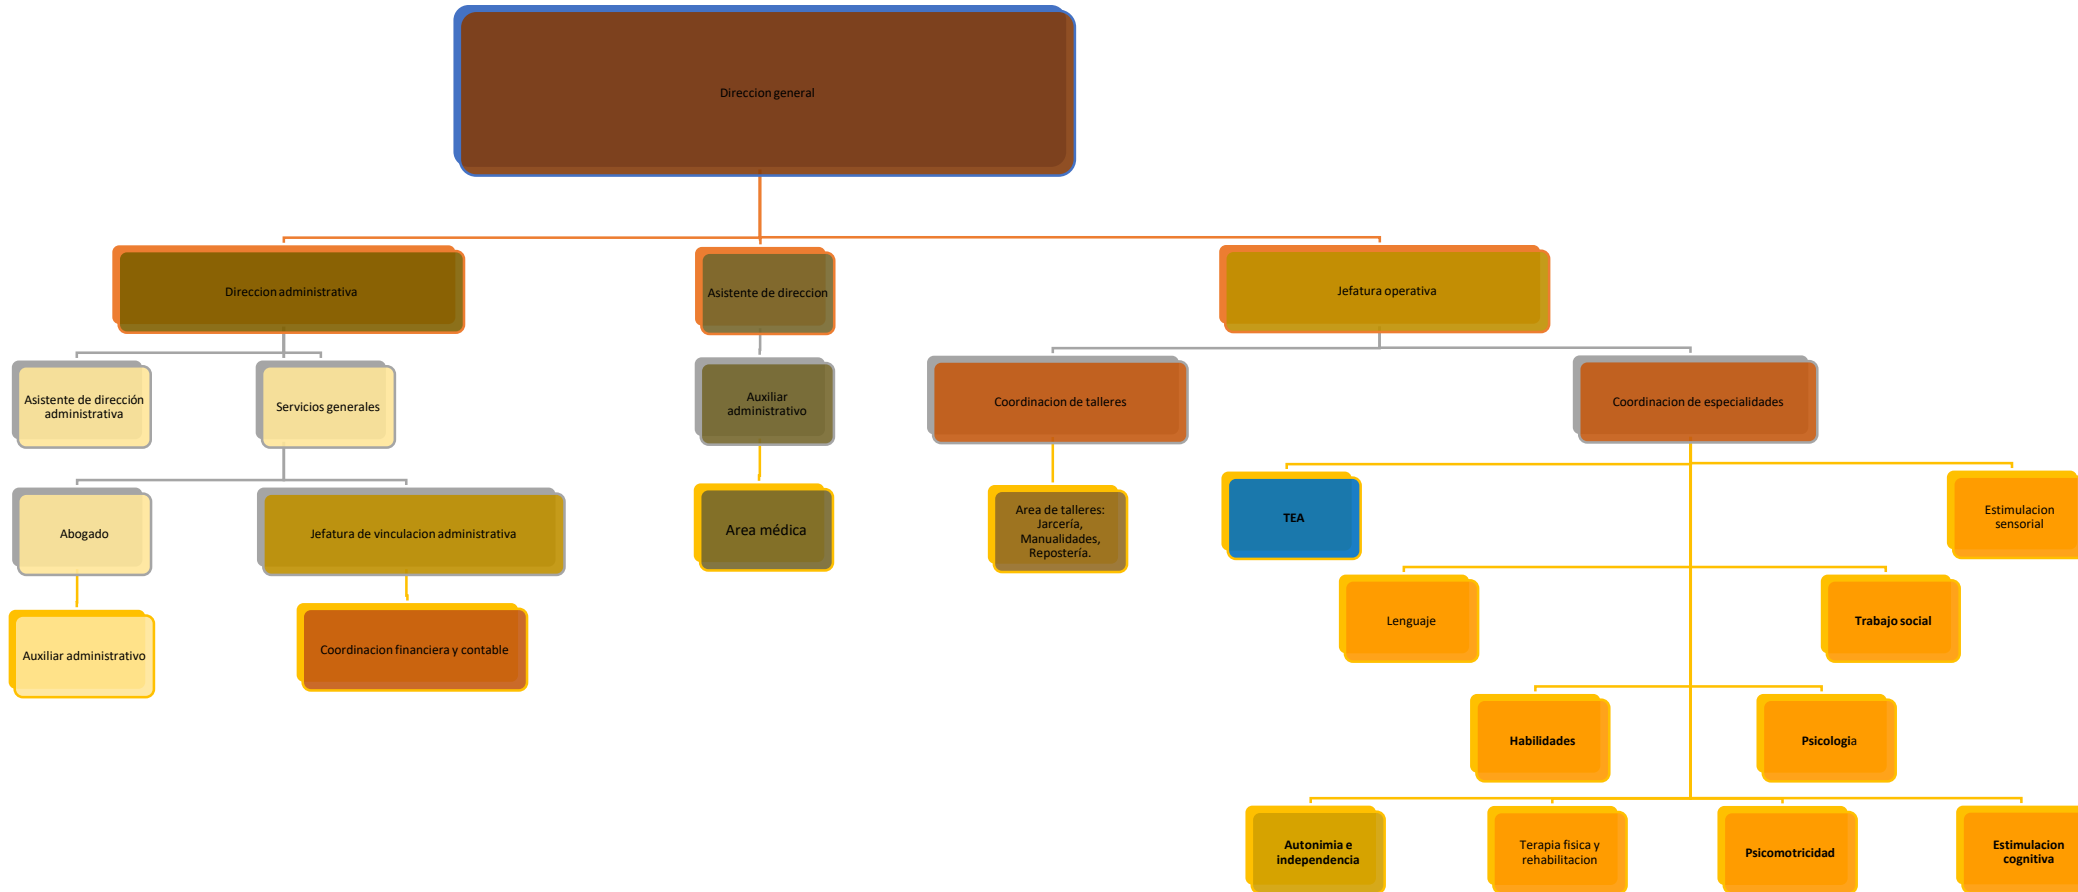 Direccion general
Direccion administrativa
Asistente de direccion
Jefatura operativa
Asistente de dirección
administrativa
Servicios generales
Auxiliar
administrativo
Coordinacion de talleres
Coordinacion de especialidades
Abogado
Jefatura de vinculacion administrativa
Area médica
Area de talleres:
Jarcería,
Manualidades,
Repostería.
TEA
Estimulacion
sensorial
Auxiliar administrativo
Coordinacion financiera y contable
Lenguaje
Trabajo social
Habilidades
Psicologia
Autonimia e
independencia
Terapia fisica y
rehabilitacion
Psicomotricidad
Estimulacion
cognitiva